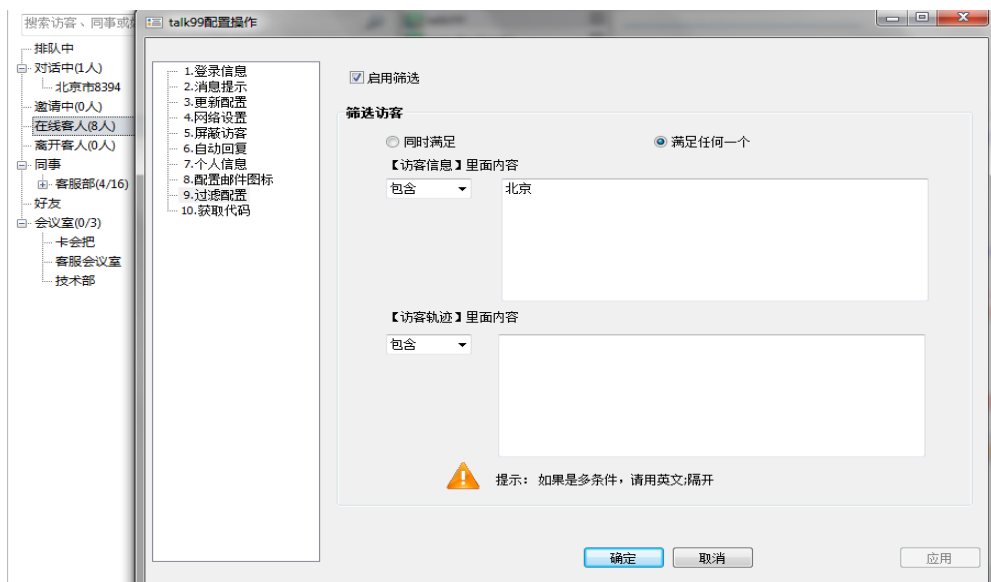 搜索访客、同事或
talk99配置操作
排队中
对话中(1人)
北京市8394
邀请中(0人)
在线客人(8人)
离开客人(0人)
同事
客服部(4/16)
好友
会议室(0/3)
卡会把
客服会议室
技术部
1.登录信息
2.消息提示
3.更新配置
4.网络设置
5.屏蔽访客
6.自动回复
7.个人信息
8.配置邮件图标
9.过滤配置
10.获取代码
启用筛选
筛选访客
同时满足
满足任何一个
【访客信息】里面内容
包含
北京
【访客轨迹】里面内容
包含
提示：如果是多条件，请用英文;隔开
确定
取消
应用